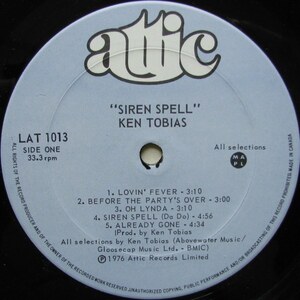 attic
"SIREN SPELL"
KEN TOBIAS
LAT 1013
SIDE ONE
33.3 rpm
All selections
M A
P L
1. LOVIN' FEVER - 3:10
2. BEFORE THE PARTY'S OVER - 3:00
3. OH LYNDA - 3:10
4. SIREN SPELL (Do Do) - 4:56
5. ALREADY GONE - 4:34
(Prod. by Ken Tobias)
All selections by Ken Tobias (Abovewater Music/
Glosscap Music Ltd. - BMIC)
℗ 1976 Attic Records Limited